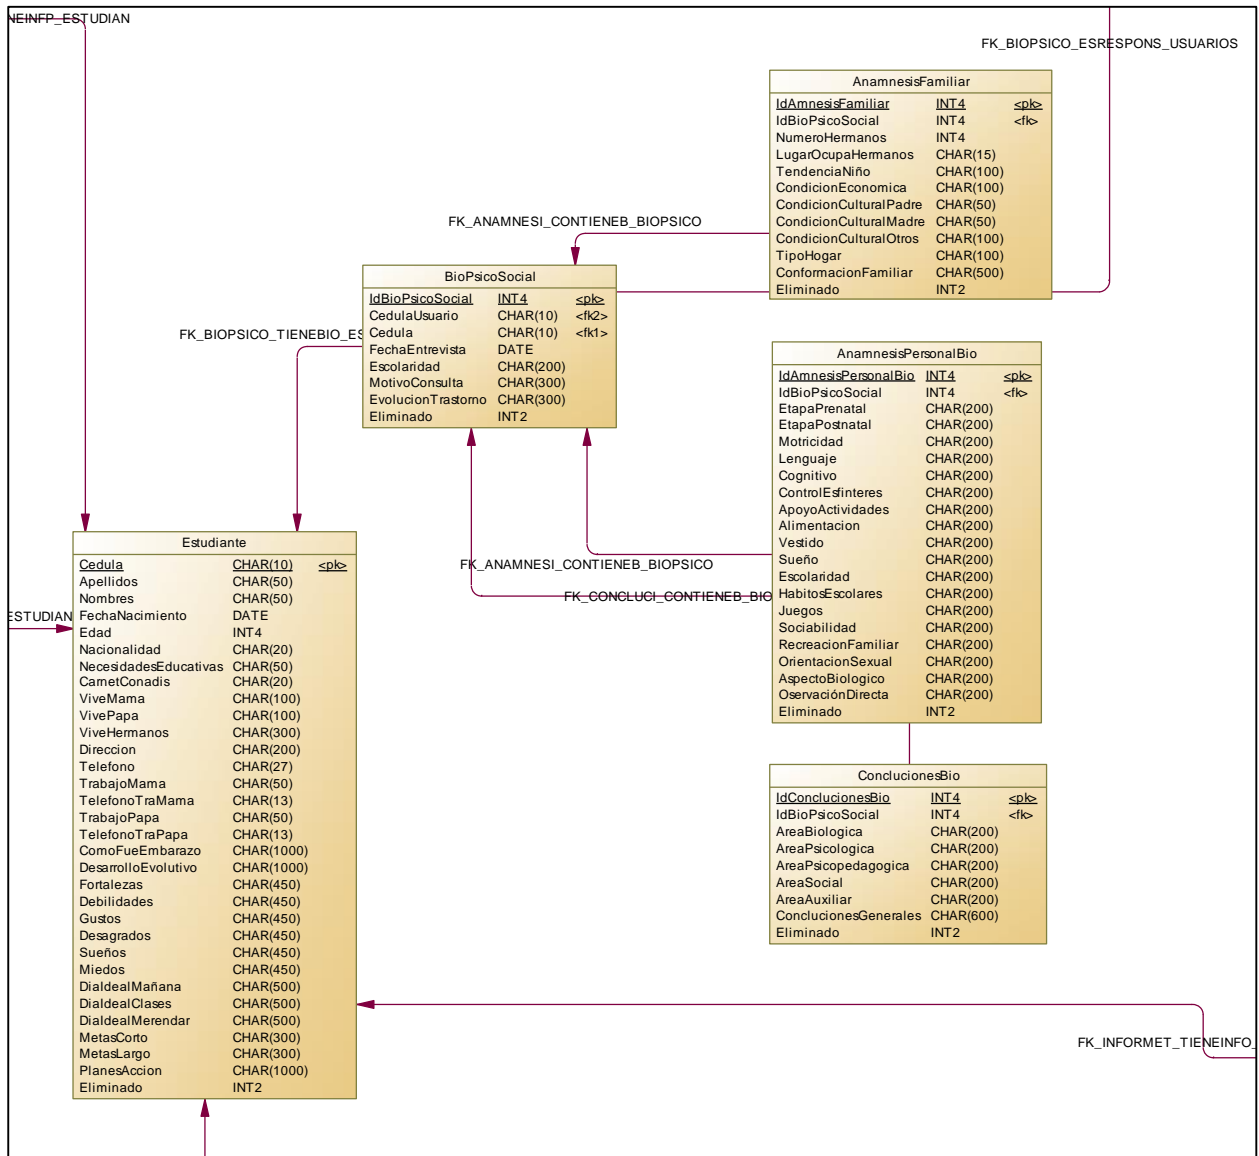 NEINFP_ESTUDIAN
FK_BIOPSICO_ESRESPONS_USUARIOS
AnamnesisFamiliar
IdAmnesisFamiliar INT4 <pk>
IdBioPsicoSocial INT4 <fk>
NumeroHermanos INT4
LugarOcupaHermanos CHAR(15)
TendenciaNiño CHAR(100)
CondicionEconomica CHAR(100)
CondicionCulturalPadre CHAR(50)
CondicionCulturalMadre CHAR(50)
CondicionCulturalOtros CHAR(100)
TipoHogar CHAR(100)
ConformacionFamiliar CHAR(500)
Eliminado INT2
FK_ANAMNESI_CONTIENEB_BIOPSICO
BioPsicoSocial
IdBioPsicoSocial INT4 <pk>
CedulaUsuario CHAR(10) <fk2>
Cedula CHAR(10) <fk1>
FechaEntrevista DATE
Escolaridad CHAR(200)
MotivoConsulta CHAR(300)
EvolucionTrastorno CHAR(300)
Eliminado INT2
FK_BIOPSICO_TIENEBIO_ES
AnamnesisPersonalBio
IdAmnesisPersonalBio INT4 <pk>
IdBioPsicoSocial INT4 <fk>
EtapaPrenatal CHAR(200)
EtapaPostnatal CHAR(200)
Motricidad CHAR(200)
Lenguaje CHAR(200)
Cognitivo CHAR(200)
ControlEsfinteres CHAR(200)
ApoyoActividades CHAR(200)
Alimentacion CHAR(200)
Vestido CHAR(200)
Sueño CHAR(200)
Escolaridad CHAR(200)
HabitosEscolares CHAR(200)
Juegos CHAR(200)
Sociabilidad CHAR(200)
RecreacionFamiliar CHAR(200)
OrientacionSexual CHAR(200)
AspectoBiologico CHAR(200)
OservaciónDirecta CHAR(200)
Eliminado INT2
FK_ANAMNESI_CONTIENEB_BIOPSICO
FK_CONCLUCI_CONTIENEB_BIO
Estudiante
Cedula CHAR(10) <pk>
Apellidos CHAR(50)
Nombres CHAR(50)
FechaNacimiento DATE
Edad INT4
Nacionalidad CHAR(20)
NecesidadesEducativas CHAR(50)
CarnetConadis CHAR(20)
ViveMama CHAR(100)
VivePapa CHAR(100)
ViveHermanos CHAR(300)
Direccion CHAR(200)
Telefono CHAR(27)
TrabajoMama CHAR(50)
TelefonoTraMama CHAR(13)
TrabajoPapa CHAR(50)
TelefonoTraPapa CHAR(13)
ComoFueEmbarazo CHAR(1000)
DesarrolloEvolutivo CHAR(1000)
Fortalezas CHAR(450)
Debilidades CHAR(450)
Gustos CHAR(450)
Desagrados CHAR(450)
Sueños CHAR(450)
Miedos CHAR(450)
DiaIdealMañana CHAR(500)
DiaIdealClases CHAR(500)
DiaIdealMerendar CHAR(500)
MetasCorto CHAR(300)
MetasLargo CHAR(300)
PlanesAccion CHAR(1000)
Eliminado INT2
ESTUDIAN
ConclucionesBio
IdConclucionesBio INT4 <pk>
IdBioPsicoSocial INT4 <fk>
AreaBiologica CHAR(200)
AreaPsicologica CHAR(200)
AreaPsicopedagogica CHAR(200)
AreaSocial CHAR(200)
AreaAuxiliar CHAR(200)
ConclucionesGenerales CHAR(600)
Eliminado INT2
FK_INFORMET_TIENEINFO_